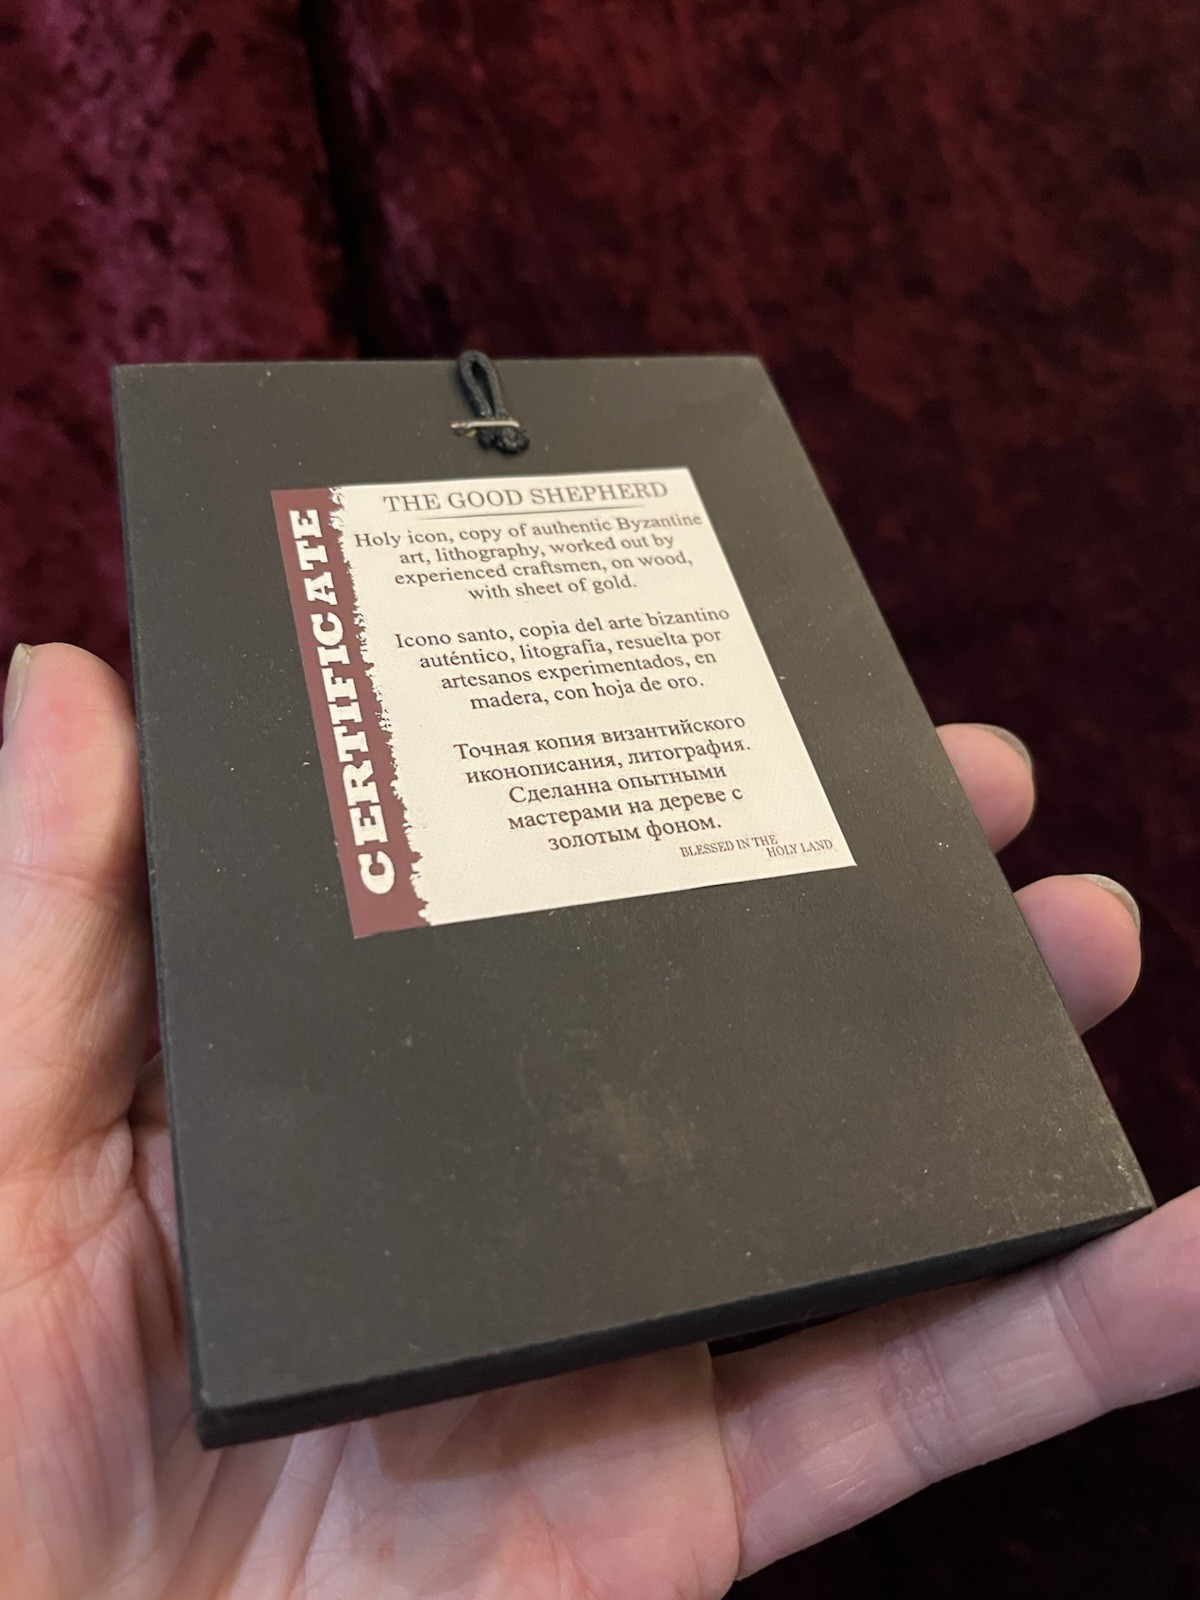 CERTIFICATE
THE GOOD SHEPHERD
Holy icon, copy of authentic Byzantine
art, lithography, worked out by
experienced craftsmen, on wood,
with sheet of gold.
Icono santo, copia del arte bizantino
auténtico, litografía, resuelta por
artesanos experimentados, en
madera, con hoja de oro.
Точная копия византийского
иконописания, литография.
Сделанна опытными
мастерами на дереве с
золотым фоном.
BLESSED IN THE
HOLY LAND